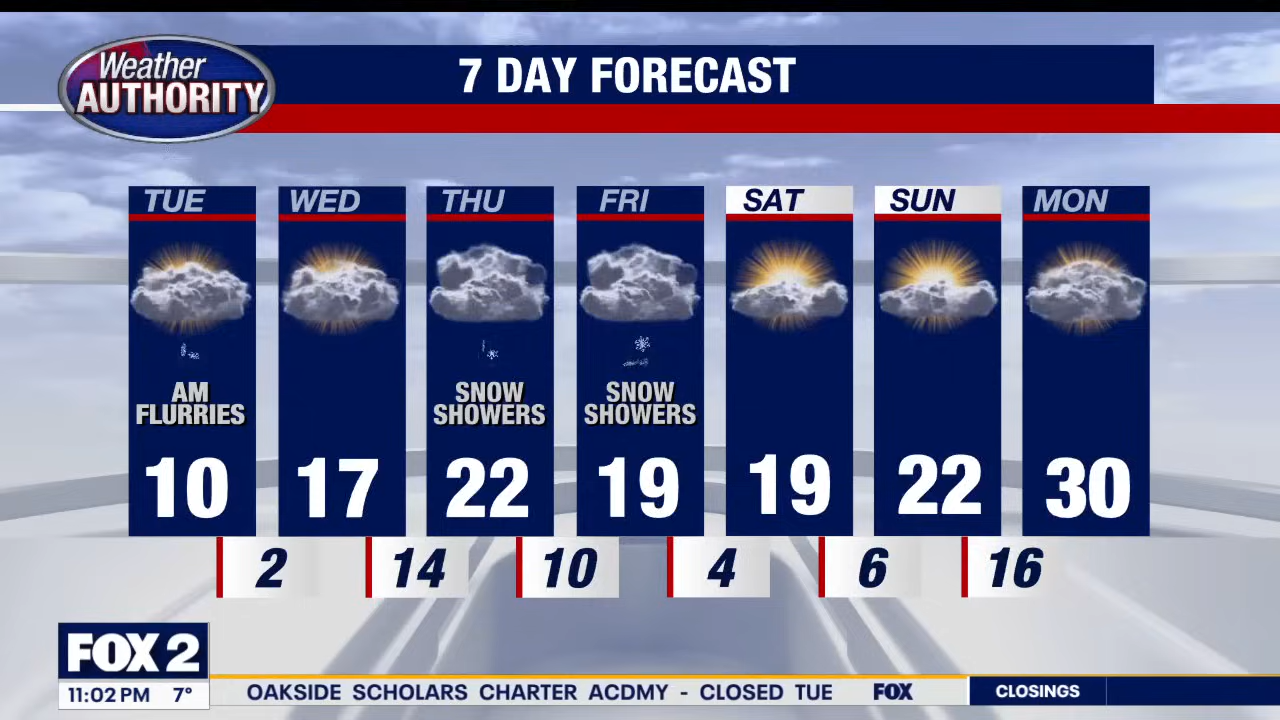 Weather
AUTHORITY
7 DAY FORECAST
TUE WED THU FRI SAT SUN MON
AM FLURRIES
SNOW SHOWERS
SNOW SHOWERS
10 17 22 19 19 22 30
2 14 10 4 6 16
FOX 2
11:02 PM 7°
OAKSIDE SCHOLARS CHARTER ACDMY - CLOSED TUE FOX CLOSINGS